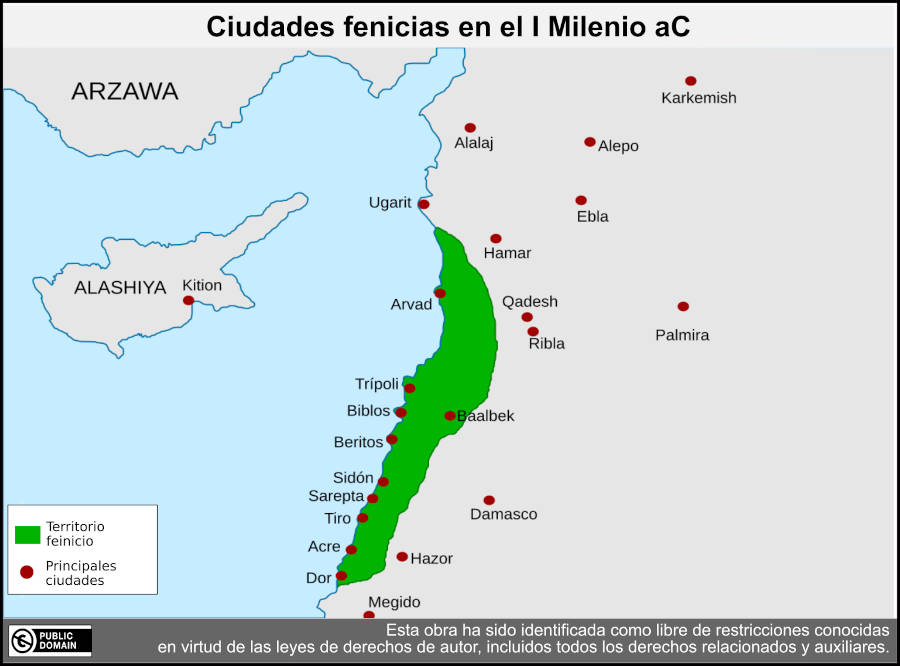 Ciudades fenicias en el I Milenio aC
ARZAWA
Karkemish
Alalaj
Alepo
Ugarit
Ebla
Hamar
ALASHIYA
Kition
Arvad
Qadesh
Ribla
Palmira
Trípoli
Biblos
Baalbek
Beritos
Sidón
Sarepta
Damasco
Tiro
Acre
Hazor
Dor
Megido
Territorio
feinicio
Principales
ciudades
PUBLIC
DOMAIN
Esta obra ha sido identificada como libre de restricciones conocidas
en virtud de las leyes de derechos de autor, incluidos todos los derechos relacionados y auxiliares.